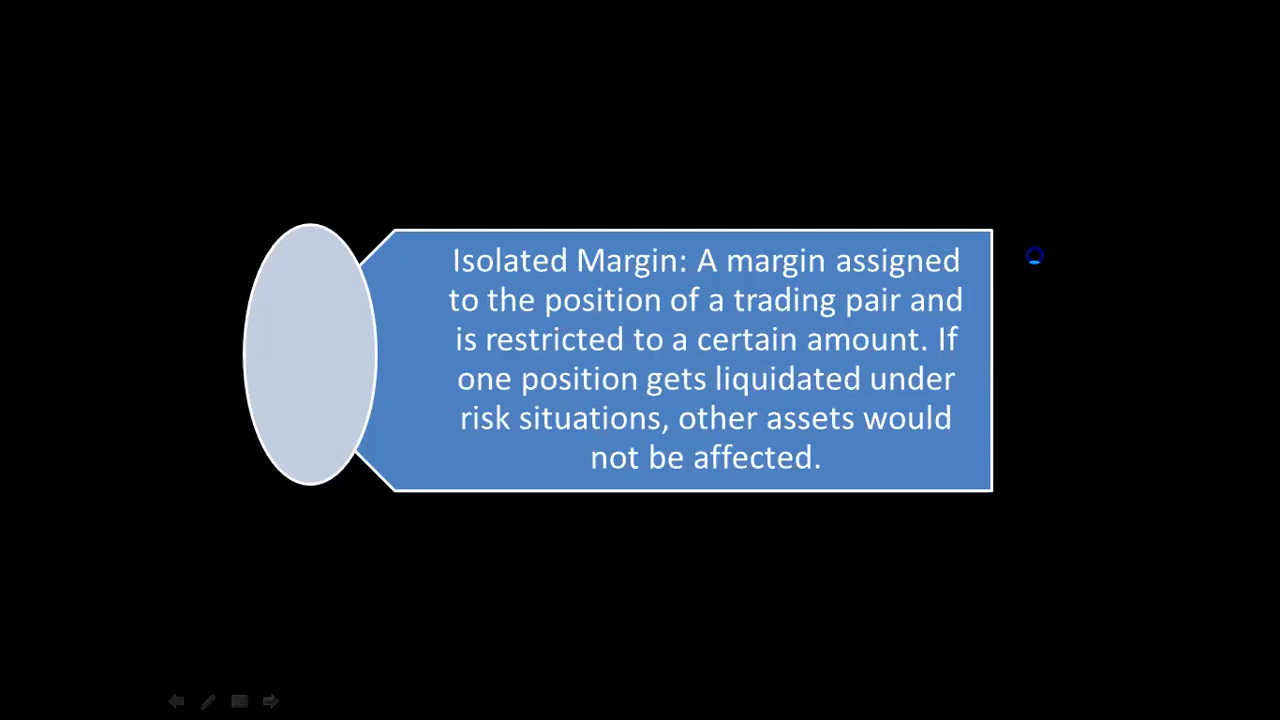 Isolated Margin: A margin assigned
to the position of a trading pair and
is restricted to a certain amount. If
one position gets liquidated under
risk situations, other assets would
not be affected.